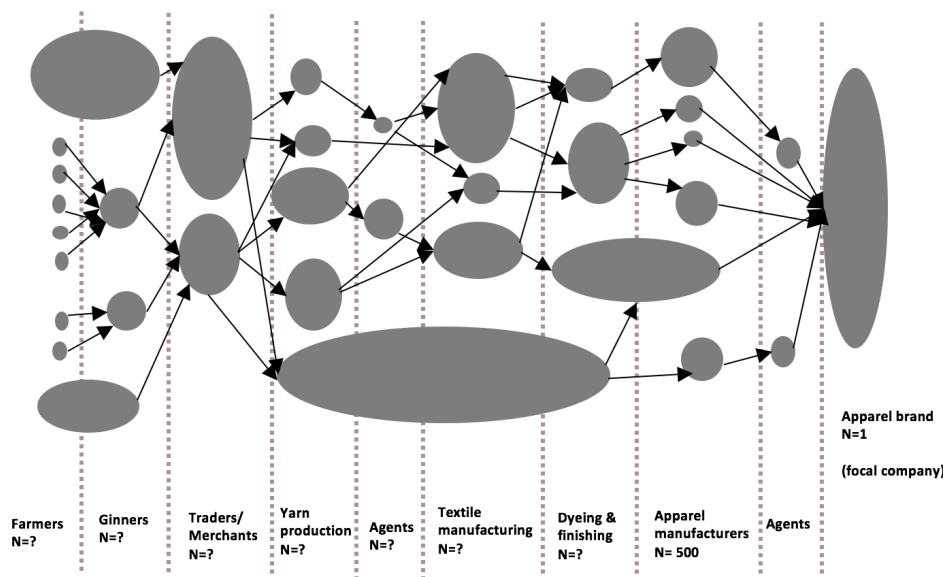 Farmers
N=?
Ginners
N=?
Traders/
Merchants
N=?
Yarn
production
N=?
Agents
N=?
Textile
manufacturing
N=?
Dyeing &
finishing
N=?
Apparel
manufacturers
N= 500
Agents
Apparel brand
N=1
(focal company)